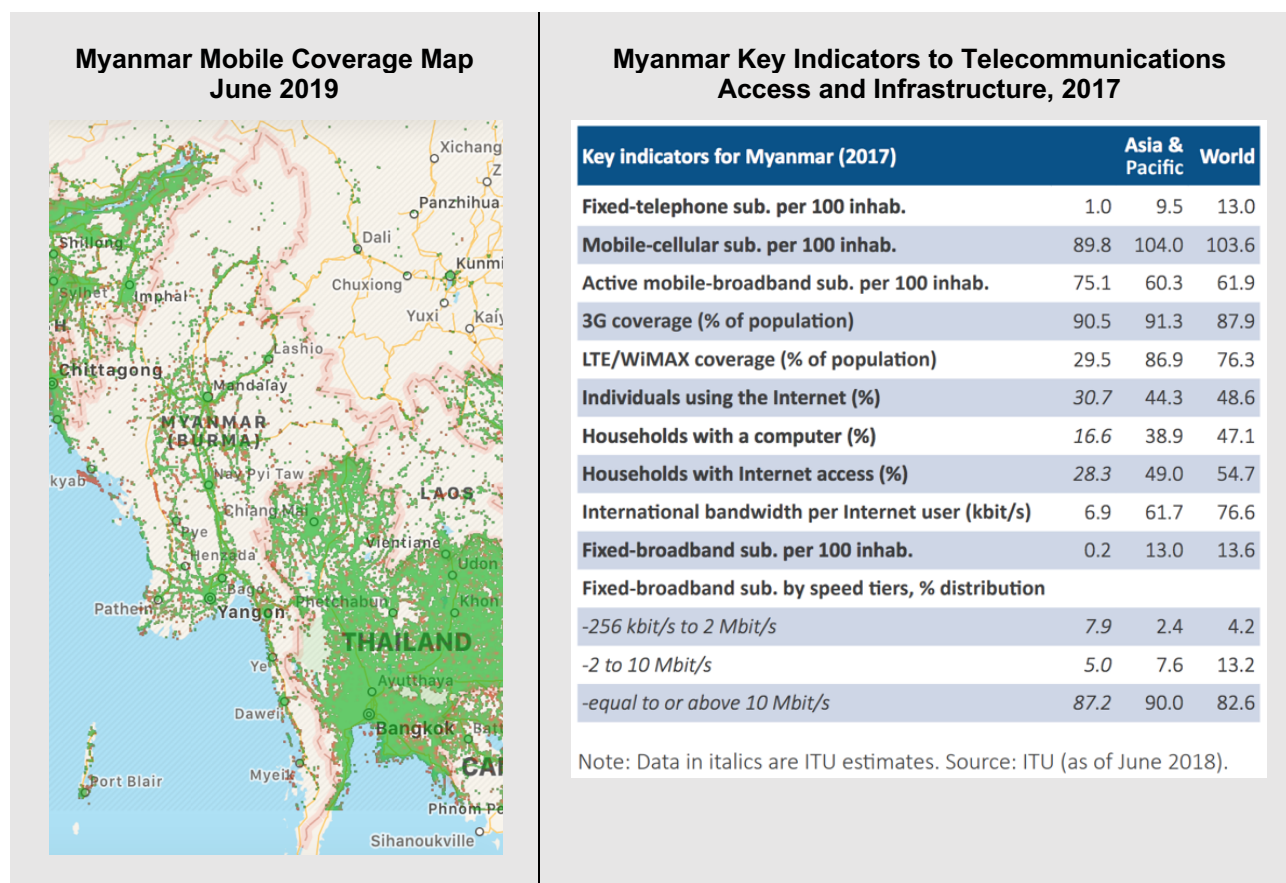 Myanmar Mobile Coverage Map
June 2019
Xichang
Z
Panzhihua
Dali
Shillong
Kunmi
Chuxiong
Sylhet
Imphal
Yuxi
Kaiy
H
Lashio
Chittagong
Mandalay
MYANMAR
(BURMA)
kyab
Nay Pyi Taw
LAOS
Chiang Mai
Pye
Vientiane
Henzada
Udon
Bago
Pathein
Yangon
Phetchabun
Khon
THAILAND
Ye
Ayutthaya
Dawei
Bangkok
Batt
Myeik
CAI
Port Blair
Phnom Pe
Sihanoukville
Myanmar Key Indicators to Telecommunications
Access and Infrastructure, 2017
Key indicators for Myanmar (2017) Asia & Pacific World
Fixed-telephone sub. per 100 inhab. 1.0 9.5 13.0
Mobile-cellular sub. per 100 inhab. 89.8 104.0 103.6
Active mobile-broadband sub. per 100 inhab. 75.1 60.3 61.9
3G coverage (% of population) 90.5 91.3 87.9
LTE/WiMAX coverage (% of population) 29.5 86.9 76.3
Individuals using the Internet (%) 30.7 44.3 48.6
Households with a computer (%) 16.6 38.9 47.1
Households with Internet access (%) 28.3 49.0 54.7
International bandwidth per Internet user (kbit/s) 6.9 61.7 76.6
Fixed-broadband sub. per 100 inhab. 0.2 13.0 13.6
Fixed-broadband sub. by speed tiers, % distribution
-256 kbit/s to 2 Mbit/s 7.9 2.4 4.2
-2 to 10 Mbit/s 5.0 7.6 13.2
-equal to or above 10 Mbit/s 87.2 90.0 82.6
Note: Data in italics are ITU estimates. Source: ITU (as of June 2018).